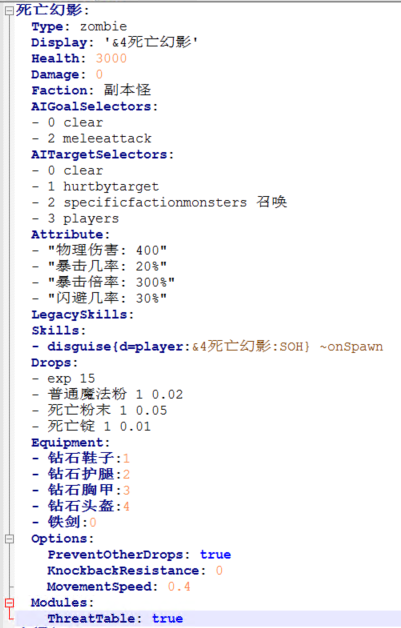 死亡幻影:
Type: zombie
Display: '&4死亡幻影'
Health: 3000
Damage: 0
Faction: 副本怪
AIGoalSelectors:
- 0 clear
- 2 meleeattack
AITargetSelectors:
- 0 clear
- 1 hurtbytarget
- 2 specificfactionmonsters 召唤
- 3 players
Attribute:
- "物理伤害: 400"
- "暴击几率: 20%"
- "暴击倍率: 300%"
- "闪避几率: 30%"
LegacySkills:
Skills:
- disguise{d=player:&4死亡幻影:SOH} ~onSpawn
Drops:
- exp 15
- 普通魔法粉 1 0.02
- 死亡粉末 1 0.05
- 死亡锭 1 0.01
Equipment:
- 钻石鞋子:1
- 钻石护腿:2
- 钻石胸甲:3
- 钻石头盔:4
- 铁剑:0
Options:
PreventOtherDrops: true
KnockbackResistance: 0
MovementSpeed: 0.4
Modules:
ThreatTable: true